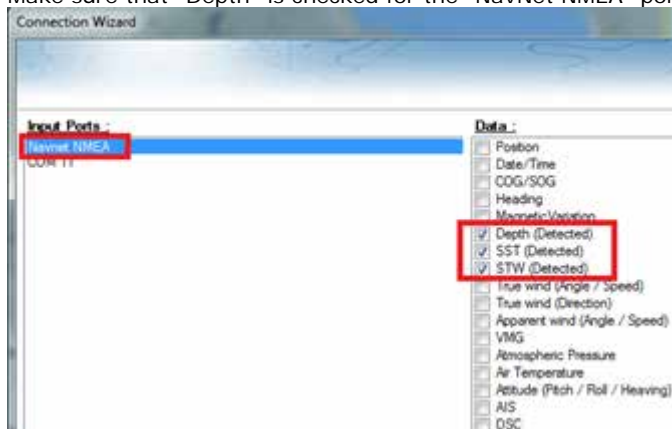 Make sure that "Depth" is checked for the "NavNet NMEA" por
Connection Wizard
Input Ports :
Navnet NMEA
COM 11
Data :
Position
Date/Time
COG/SOG
Heading
Magnetic Variation
Depth (Detected)
SST (Detected)
STW (Detected)
True wind (Angle / Speed)
True wind (Direction)
Apparent wind (Angle / Speed)
VMG
Atmospheric Pressure
Air Temperature
Attitude (Pitch / Roll / Heaving)
AIS
DSC